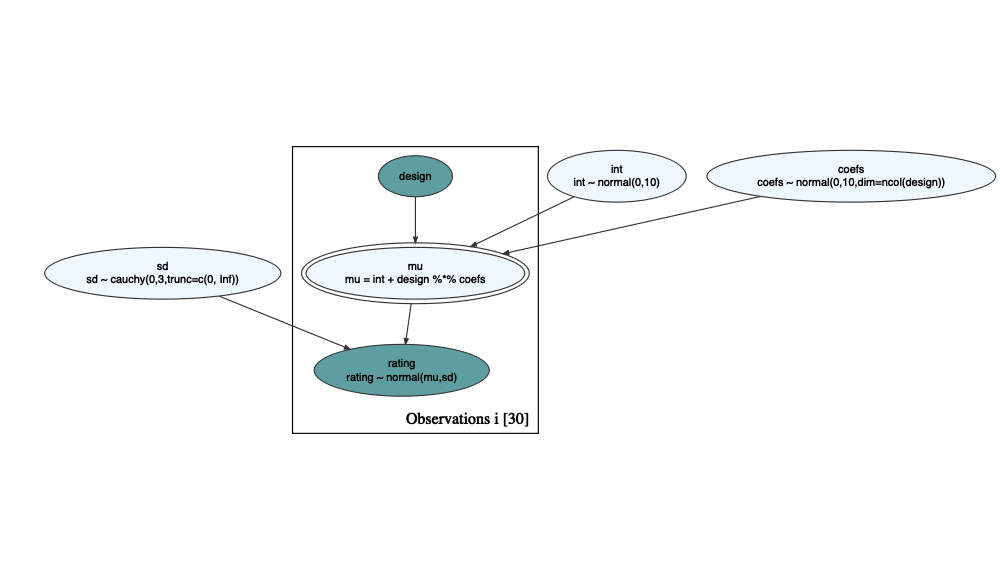 design
int
int ~ normal(0,10)
coefs
coefs ~ normal(0,10,dim=ncol(design))
sd
sd ~ cauchy(0,3,trunc=c(0, Inf))
mu
mu = int + design %*% coefs
rating
rating ~ normal(mu,sd)
Observations i [30]